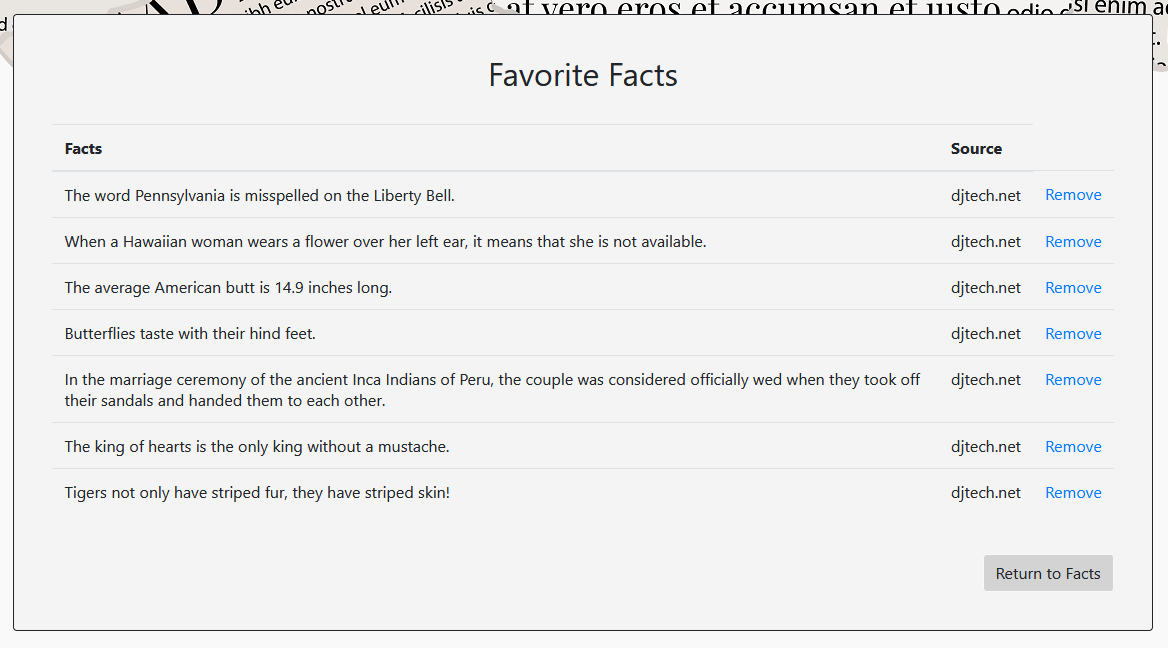 at vero eros et accumsan et iusto odio
si enim
Favorite Facts
Facts Source
The word Pennsylvania is misspelled on the Liberty Bell. djtech.net Remove
When a Hawaiian woman wears a flower over her left ear, it means that she is not available. djtech.net Remove
The average American butt is 14.9 inches long. djtech.net Remove
Butterflies taste with their hind feet. djtech.net Remove
In the marriage ceremony of the ancient Inca Indians of Peru, the couple was considered officially wed when they took off djtech.net Remove
their sandals and handed them to each other.
The king of hearts is the only king without a mustache. djtech.net Remove
Tigers not only have striped fur, they have striped skin! djtech.net Remove
Return to Facts